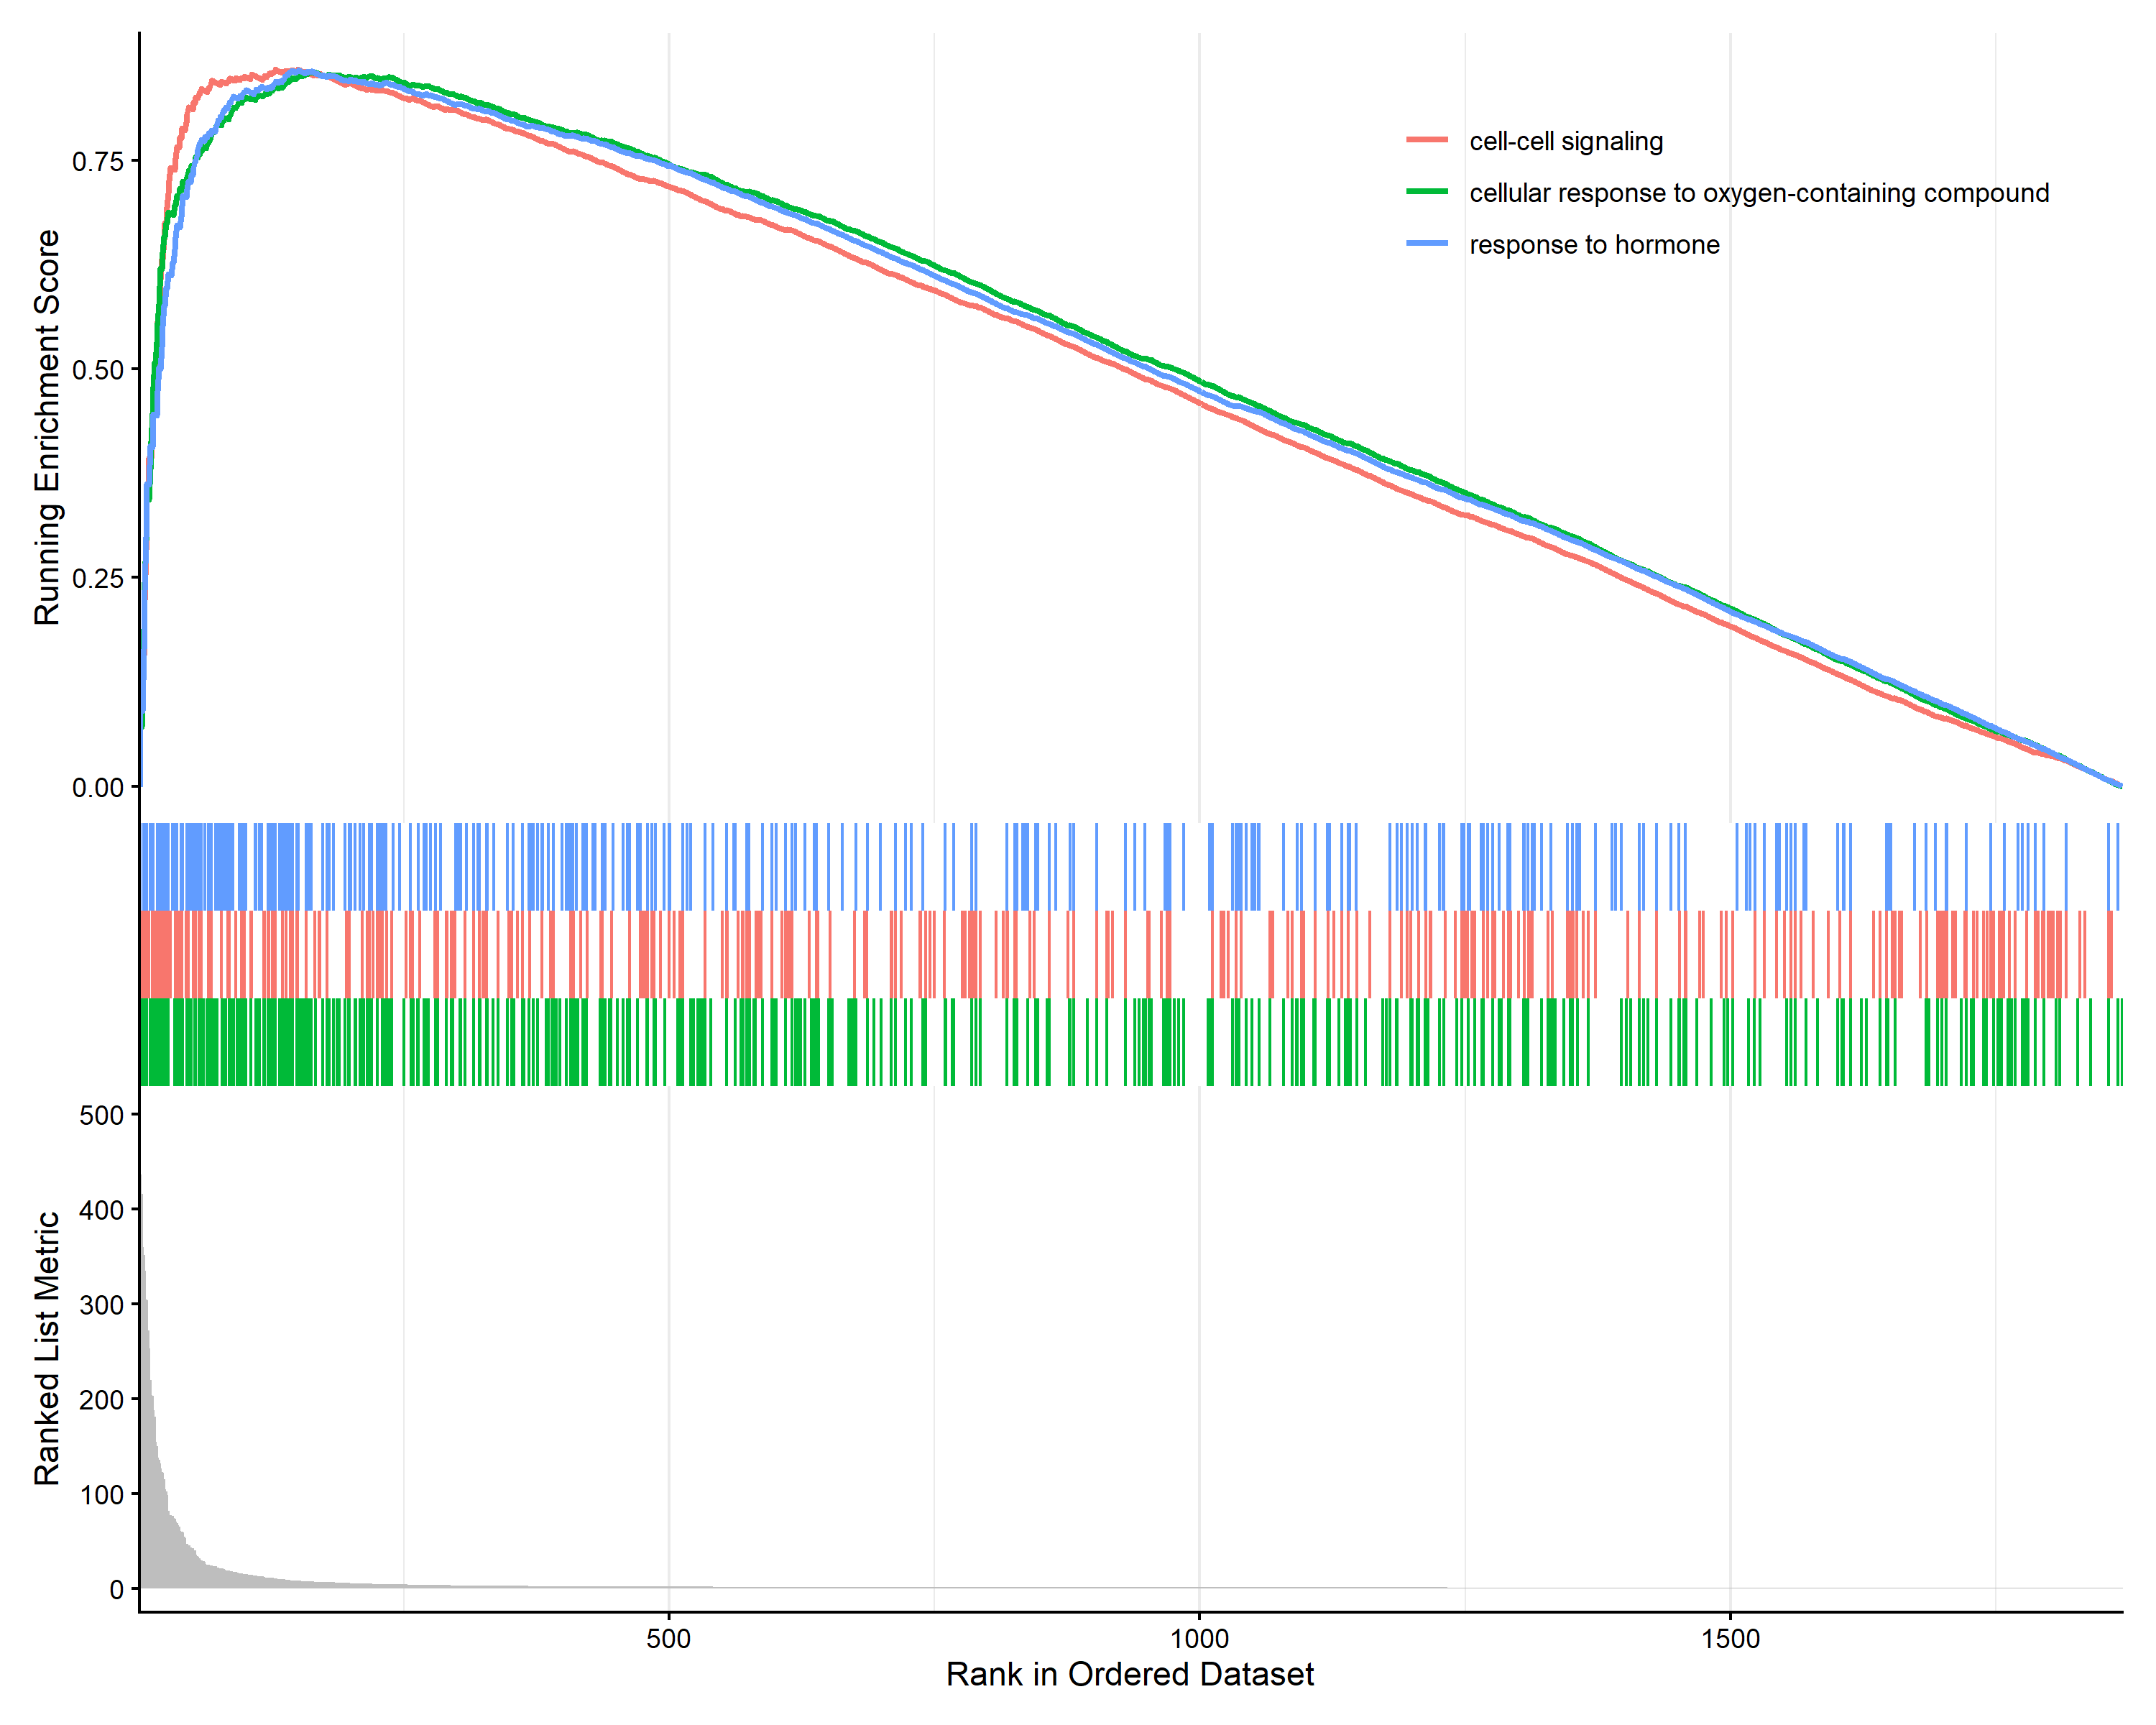 Running Enrichment Score
0.75
0.50
0.25
0.00
cell-cell signaling
cellular response to oxygen-containing compound
response to hormone
Ranked List Metric
500
400
300
200
100
0
500 1000 1500
Rank in Ordered Dataset